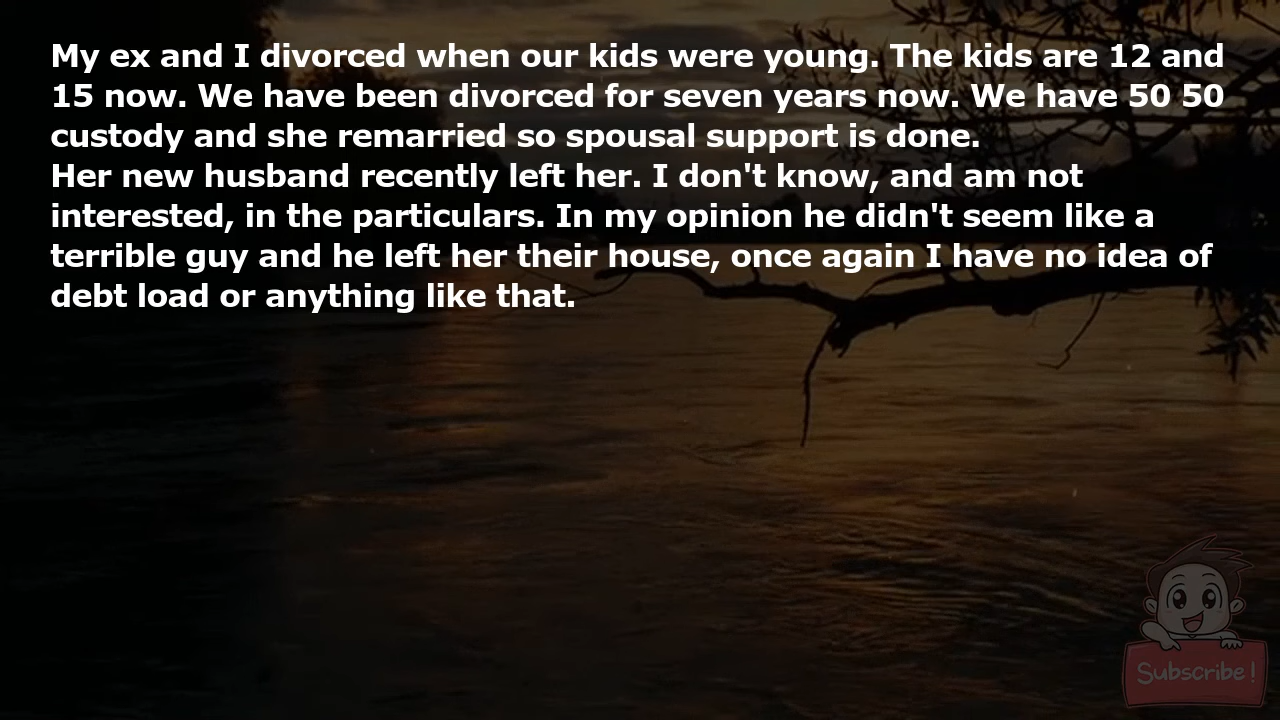 My ex and I divorced when our kids were young. The kids are 12 and
15 now. We have been divorced for seven years now. We have 50 50
custody and she remarried so spousal support is done.
Her new husband recently left her. I don't know, and am not
interested, in the particulars. In my opinion he didn't seem like a
terrible guy and he left her their house, once again I have no idea of
debt load or anything like that.
Subscribe!